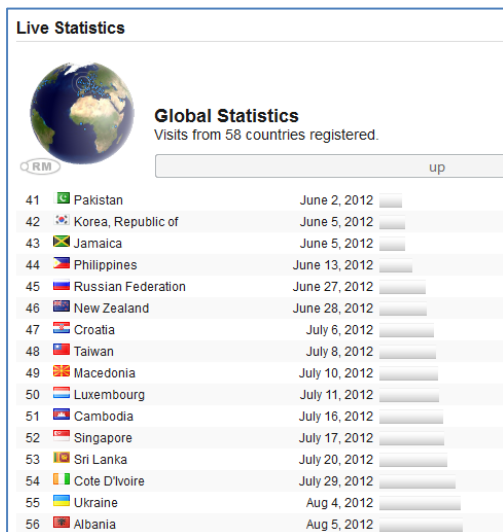 Live Statistics
RM
Global Statistics
Visits from 58 countries registered.
up
41 Pakistan June 2, 2012
42 Korea, Republic of June 5, 2012
43 Jamaica June 5, 2012
44 Philippines June 13, 2012
45 Russian Federation June 27, 2012
46 New Zealand June 28, 2012
47 Croatia July 6, 2012
48 Taiwan July 8, 2012
49 Macedonia July 10, 2012
50 Luxembourg July 11, 2012
51 Cambodia July 16, 2012
52 Singapore July 17, 2012
53 Sri Lanka July 20, 2012
54 Cote D'Ivoire July 29, 2012
55 Ukraine Aug 4, 2012
56 Albania Aug 5, 2012